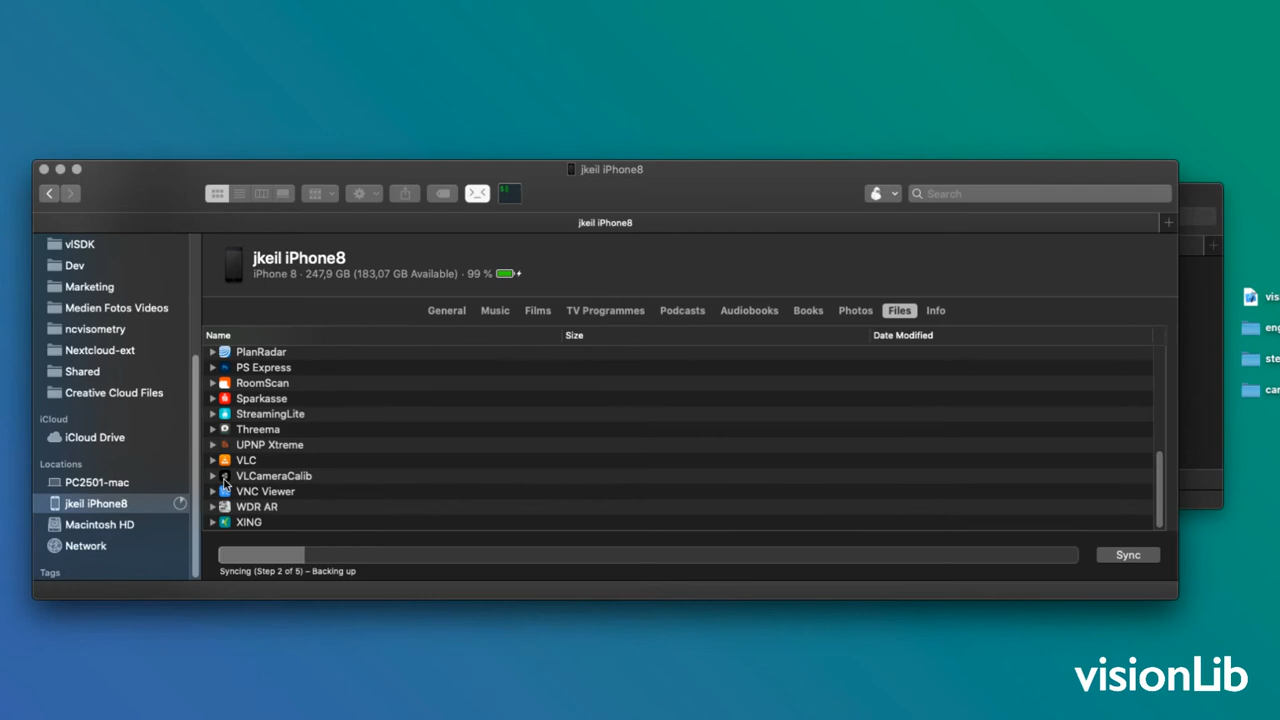 jkeil iPhone8
Search
jkeil iPhone8
vlSDK
Dev
Marketing
Medien Fotos Videos
ncvisometry
Nextcloud-ext
Shared
Creative Cloud Files
iCloud
iCloud Drive
Locations
PC2501-mac
jkeil iPhone8
Macintosh HD
Network
Tags
jkeil iPhone8
iPhone 8 · 247,9 GB (183,07 GB Available) · 99 %
General Music Films TV Programmes Podcasts Audiobooks Books Photos Files Info
Name Size Date Modified
PlanRadar
PS Express
RoomScan
Sparkasse
StreamingLite
Threema
UPNP Xtreme
VLC
VLCameraCalib
VNC Viewer
WDR AR
XING
Sync
Syncing (Step 2 of 5) – Backing up
vis
eng
ste
visionLib